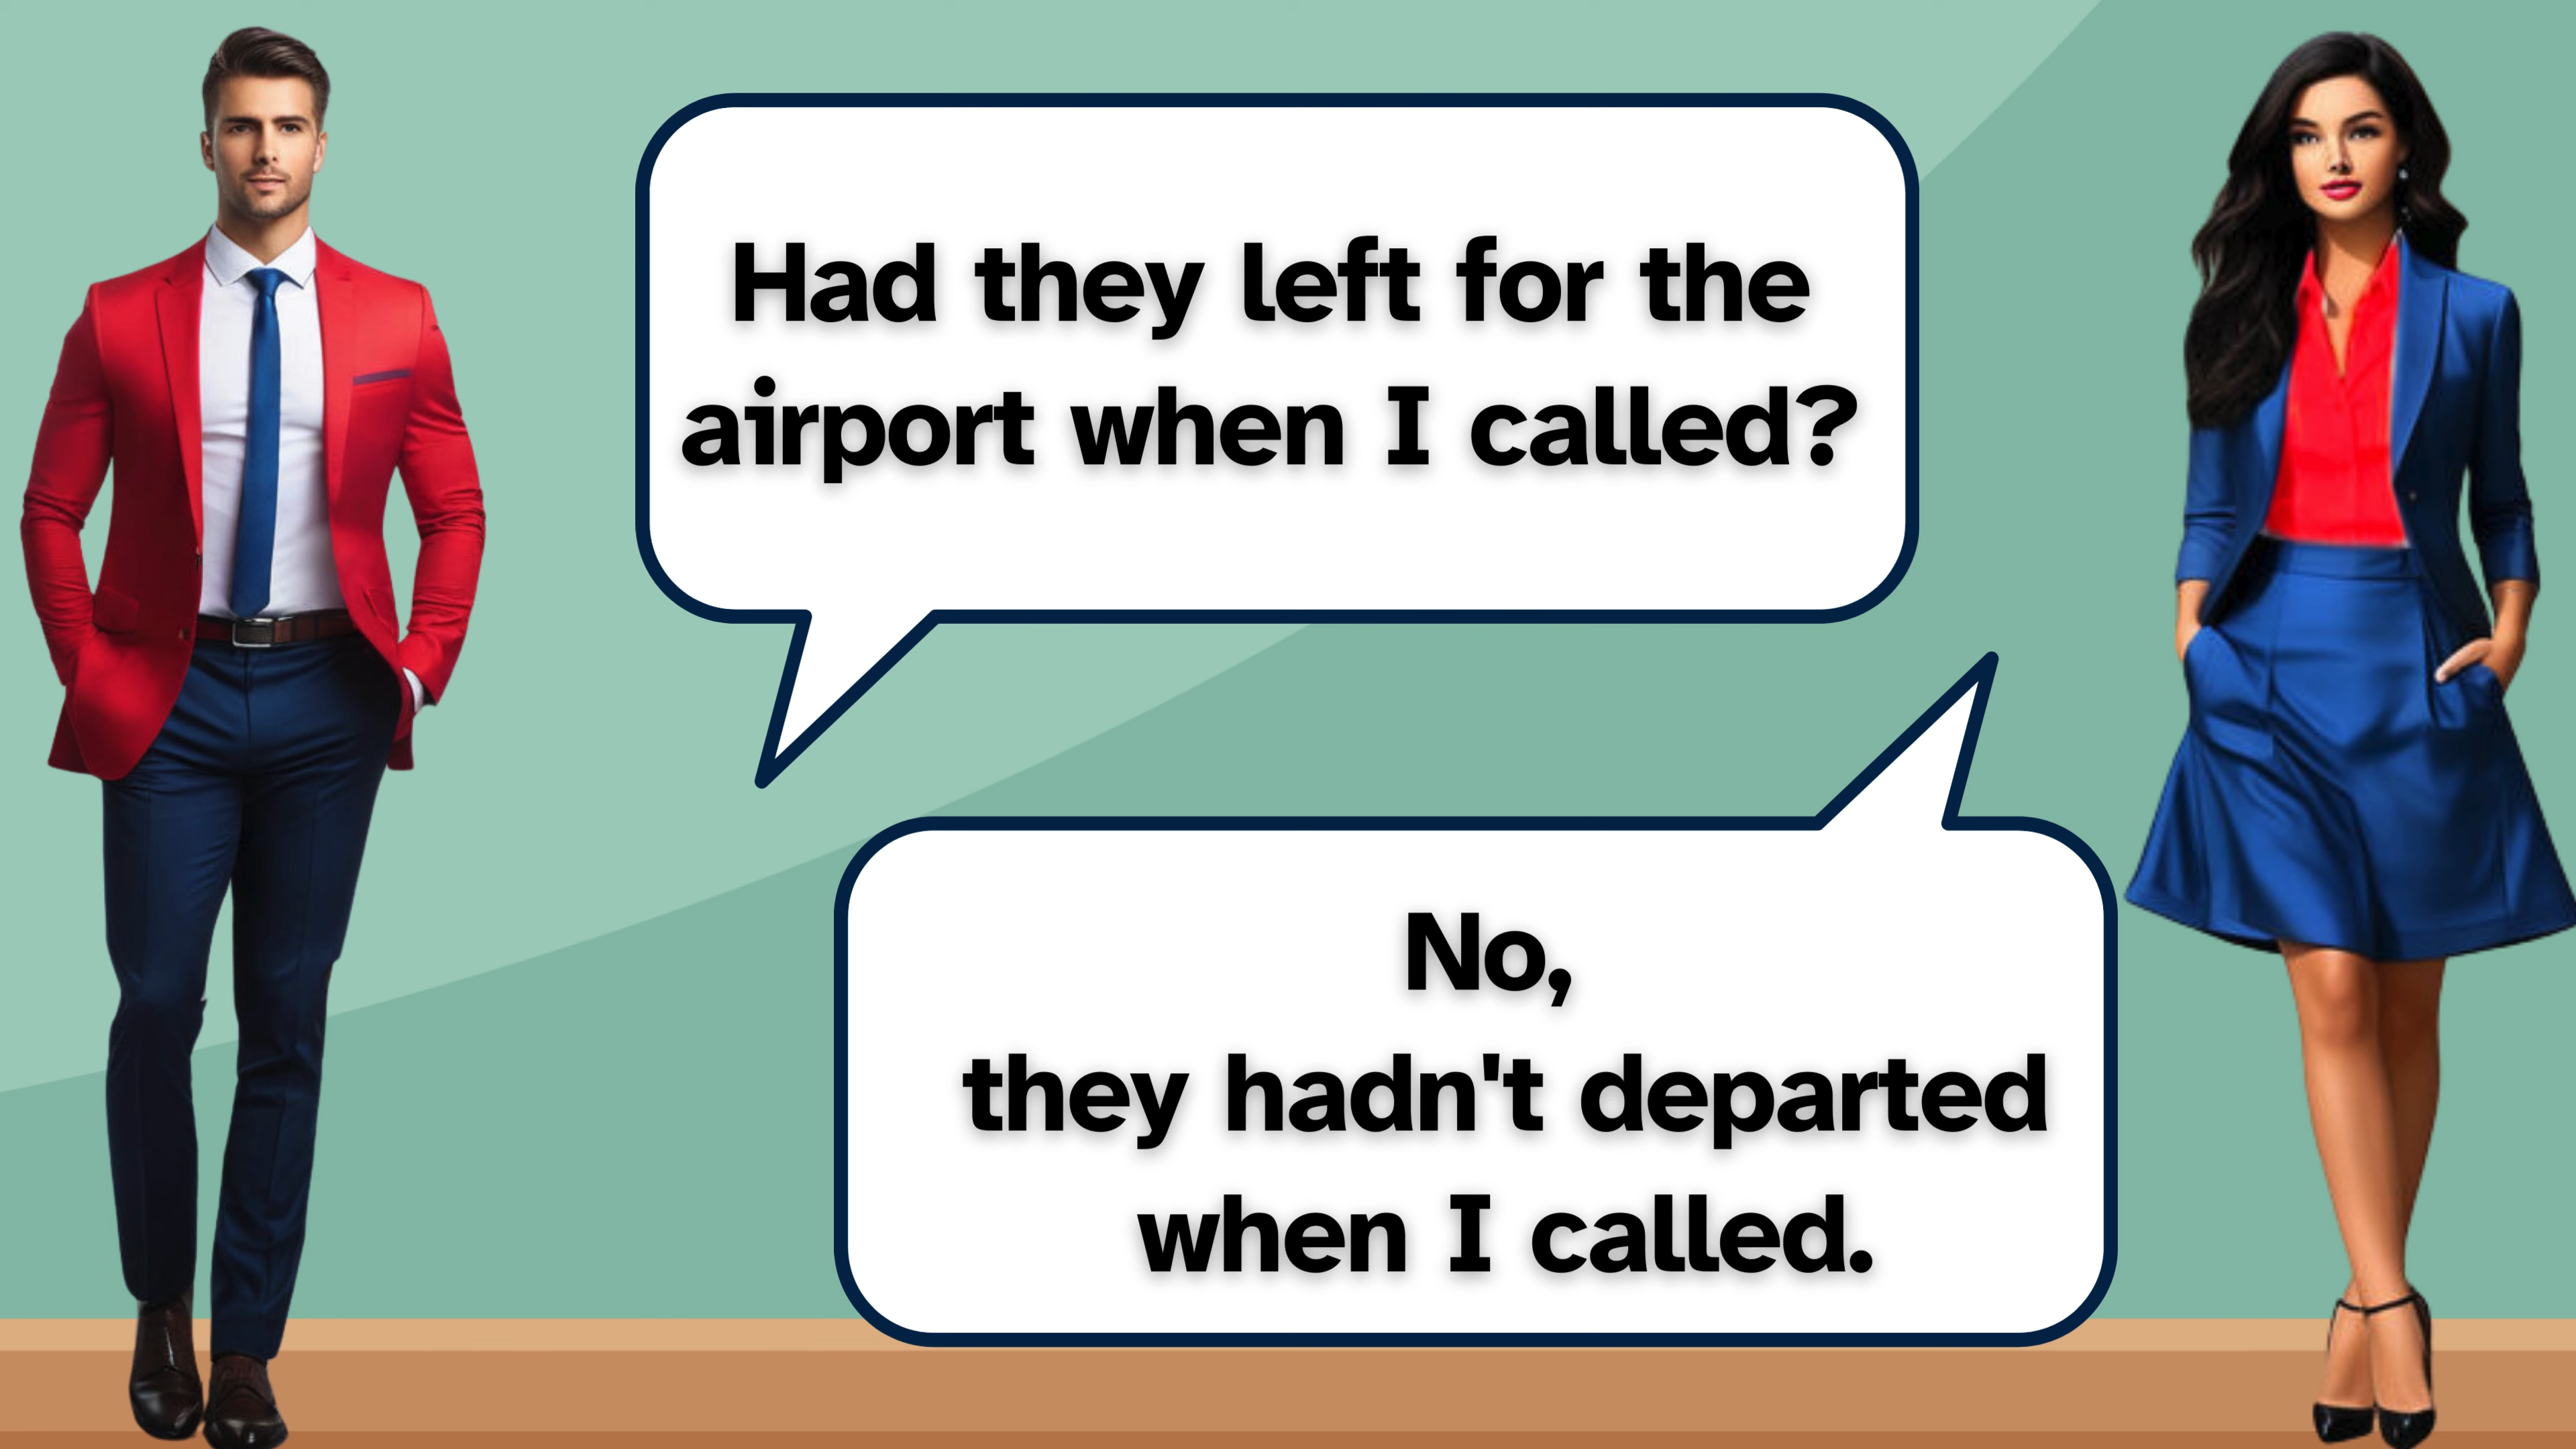 Had they left for the
airport when I called?
No,
they hadn't departed
when I called.